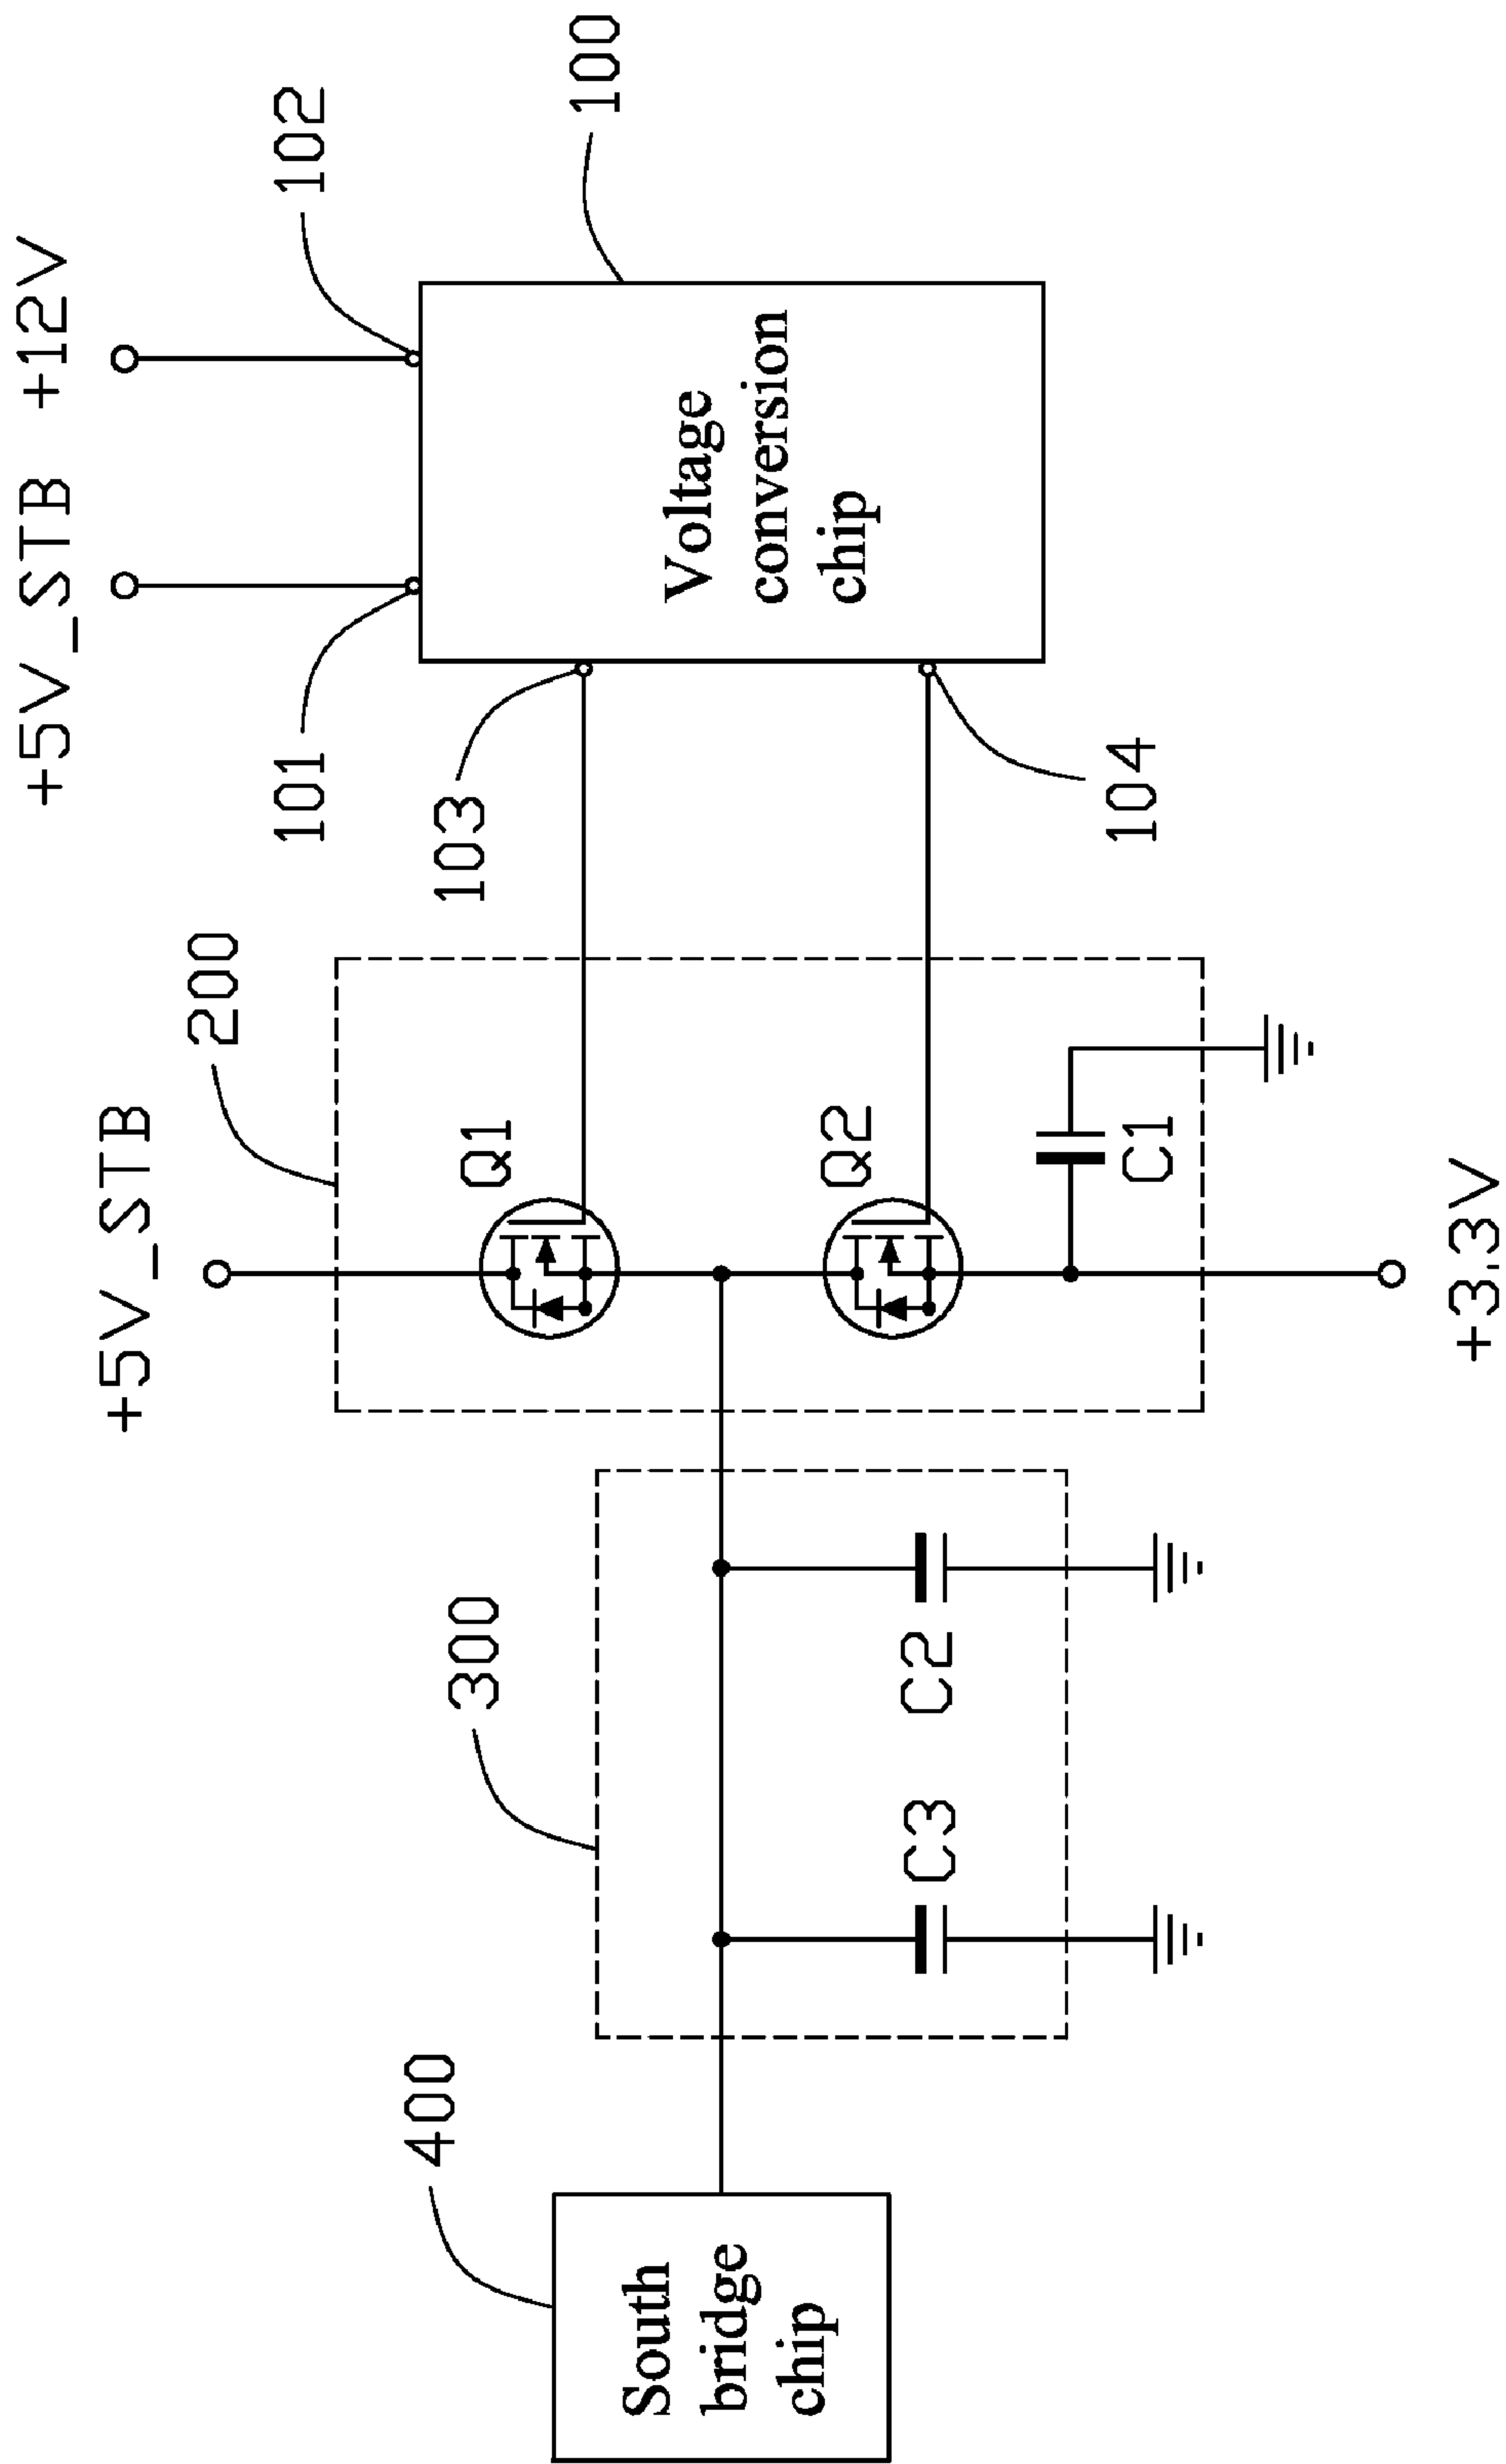 +5V_STB
+12V
102
101
100
103
104
Voltage
conversion
chip
200
+5V_STB
Q1
Q2
C1
+3.3V
300
C2
C3
400
South
bridge
chip